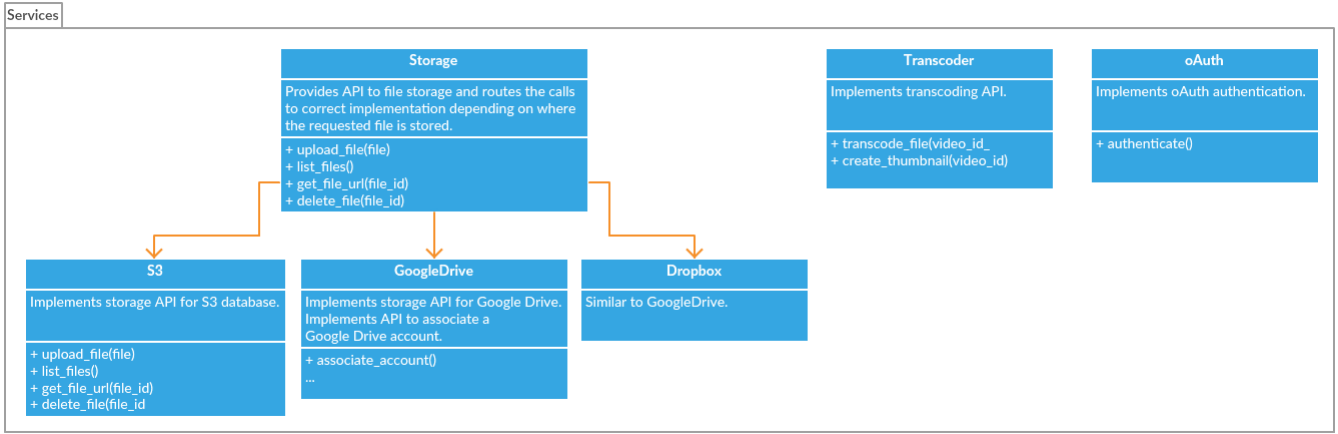 Services
Storage
Provides API to file storage and routes the calls
to correct implementation depending on where
the requested file is stored.
+ upload_file(file)
+ list_files()
+ get_file_url(file_id)
+ delete_file(file_id)
Transcoder
Implements transcoding API.
+ transcode_file(video_id_
+ create_thumbnail(video_id)
oAuth
Implements oAuth authentication.
+ authenticate()
S3
Implements storage API for S3 database.
+ upload_file(file)
+ list_files()
+ get_file_url(file_id)
+ delete_file(file_id
GoogleDrive
Implements storage API for Google Drive.
Implements API to associate a
Google Drive account.
+ associate_account()
...
Dropbox
Similar to GoogleDrive.